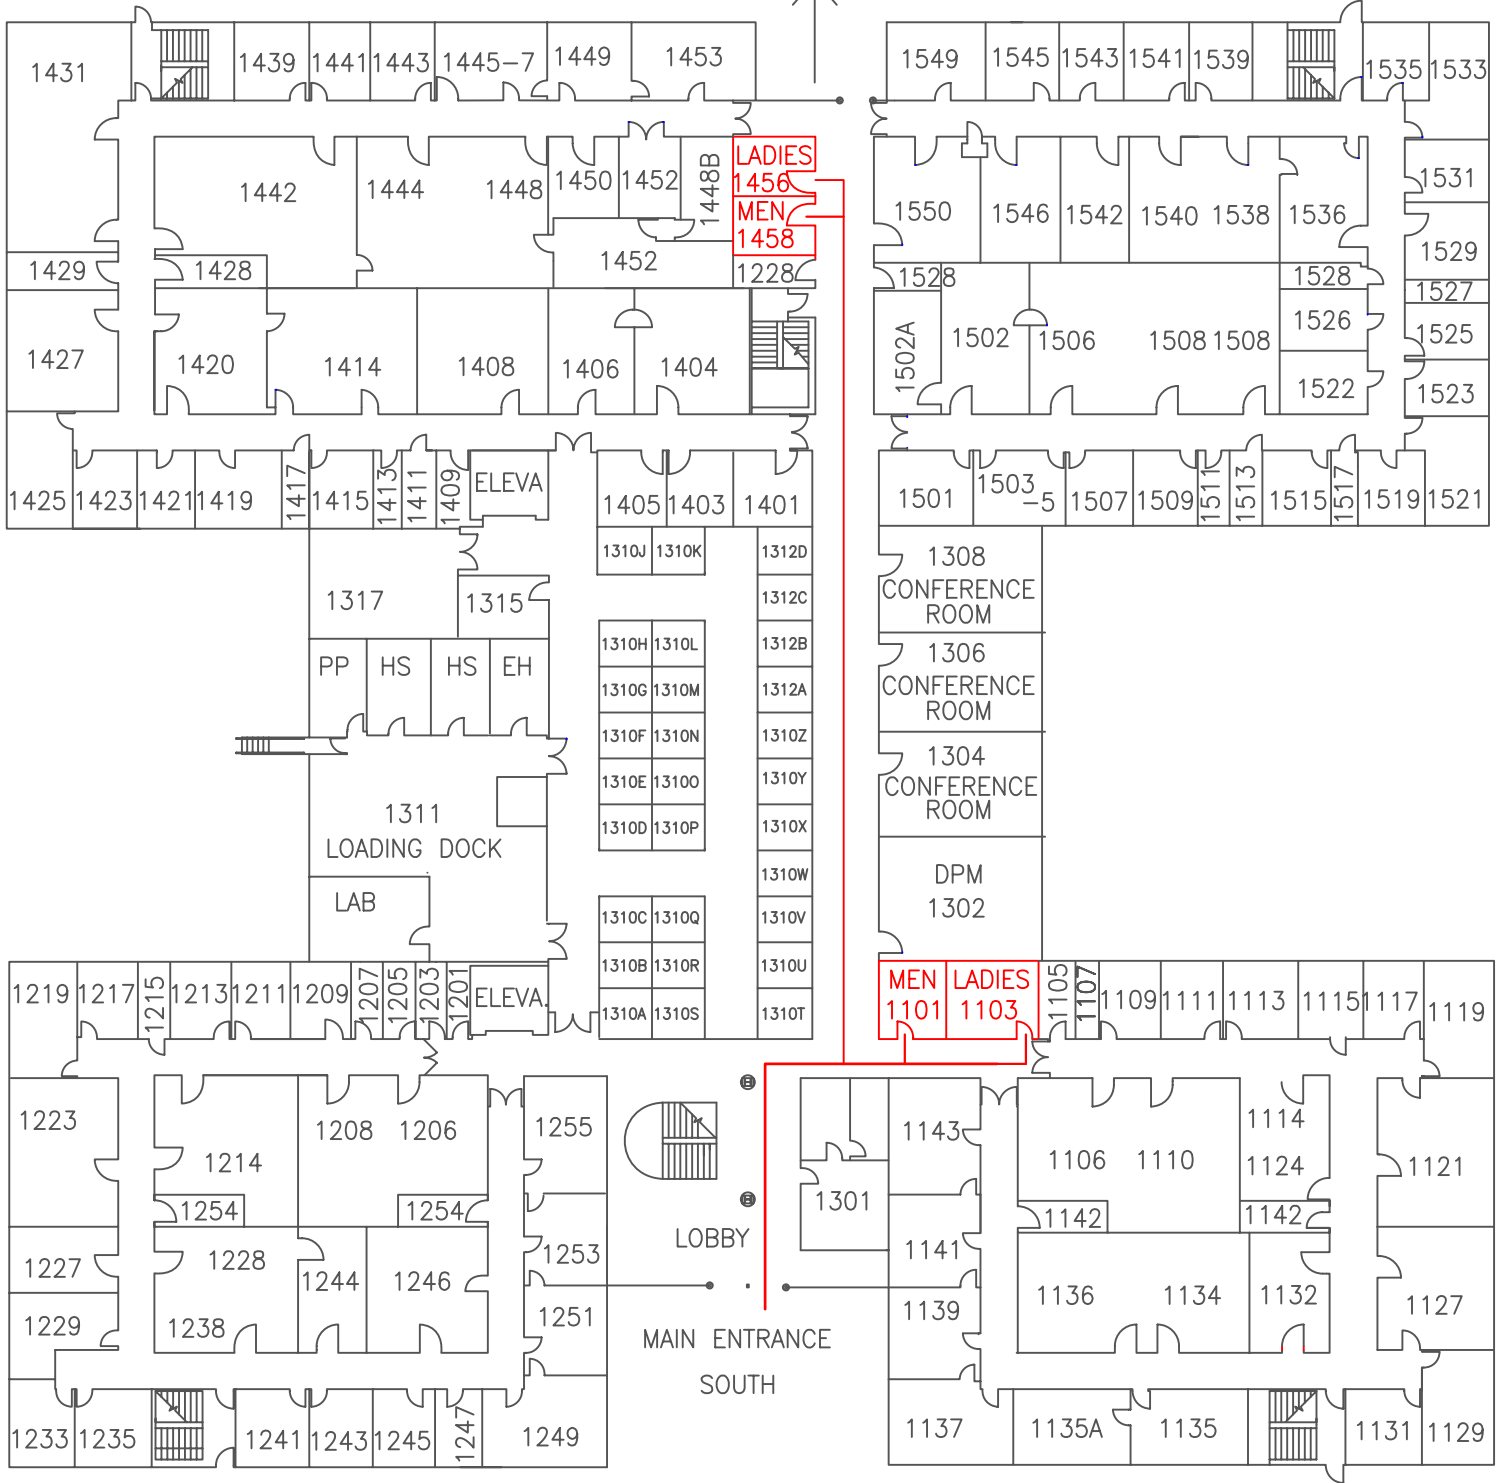 1431
1439
1441
1443
1445-7
1449
1453
1549
1545
1543
1541
1539
1535
1533
1442
1444
1448
1450
1452
1448B
LADIES
1456
MEN
1458
1452
1228
1429
1428
1427
1420
1414
1408
1406
1404
1550
1546
1542
1540
1538
1536
1531
1529
1528
1528
1527
1502A
1502
1506
1508
1508
1526
1525
1522
1523
1425
1423
1421
1419
1417
1415
1413
1411
1409
ELEVA
1405
1403
1401
1501
1503
-5
1507
1509
1511
1513
1515
1517
1519
1521
1310J
1310K
1312D
1312C
1317
1315
1310H
1310L
1312B
PP
HS
HS
EH
1310G
1310M
1312A
1310F
1310N
1310Z
1310E
1310O
1310Y
1311
LOADING DOCK
1310D
1310P
1310X
1310W
LAB
1310C
1310Q
1310V
1310B
1310R
1310U
1310A
1310S
1310T
1308
CONFERENCE
ROOM
1306
CONFERENCE
ROOM
1304
CONFERENCE
ROOM
DPM
1302
1219
1217
1215
1213
1211
1209
1207
1205
1203
1201
ELEVA.
MEN
1101
LADIES
1103
1105
1107
1109
1111
1113
1115
1117
1119
1223
1214
1208
1206
1255
1254
1254
1253
1227
1228
1244
1246
1229
1238
1251
LOBBY
1301
MAIN ENTRANCE
SOUTH
1143
1141
1139
1106
1110
1114
1124
1121
1142
1142
1136
1134
1132
1127
1233
1235
1241
1243
1245
1247
1249
1137
1135A
1135
1131
1129